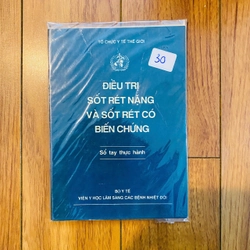 TỔ CHỨC Y TẾ THẾ GIỚI
30
ĐIỀU TRỊ
SỐT RÉT NẶNG
VÀ SỐT RÉT CÓ
BIẾN CHỨNG
Sổ tay thực hành
BỘ Y TẾ
VIỆN Y HỌC LÂM SÀNG CÁC BỆNH NHIỆT ĐỚI